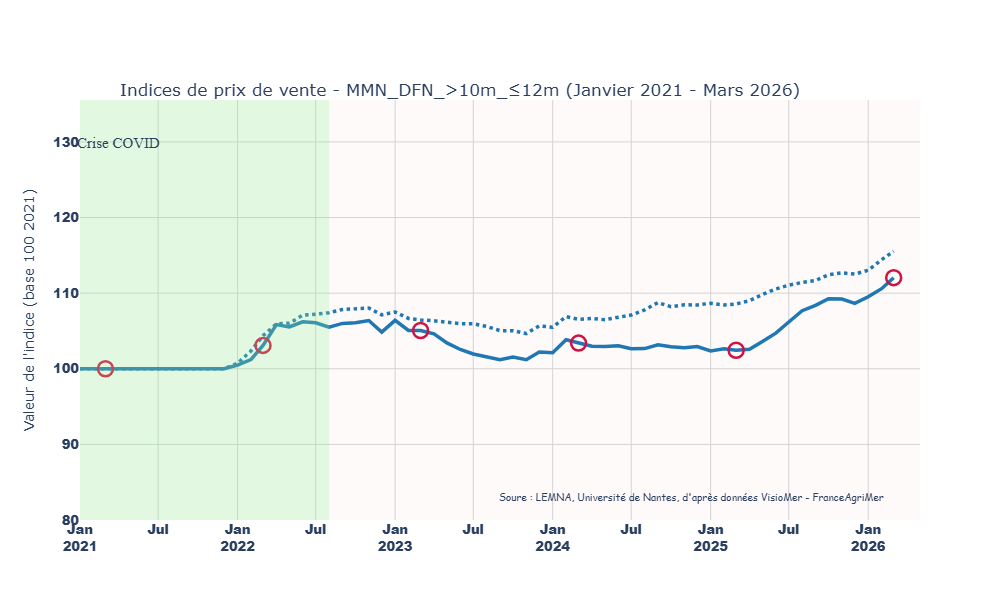 Indices de prix de vente - MMN_DFN_>10m_≤12m (Janvier 2021 - Mars 2026)
Crise COVID
Valeur de l'indice (base 100 2021)
130
120
110
100
90
80
Soure : LEMNA, Université de Nantes, d'après données VisioMer - FranceAgriMer
Jan Jul Jan Jul Jan Jul Jan Jul Jan Jul Jan
2021 2022 2023 2024 2025 2026